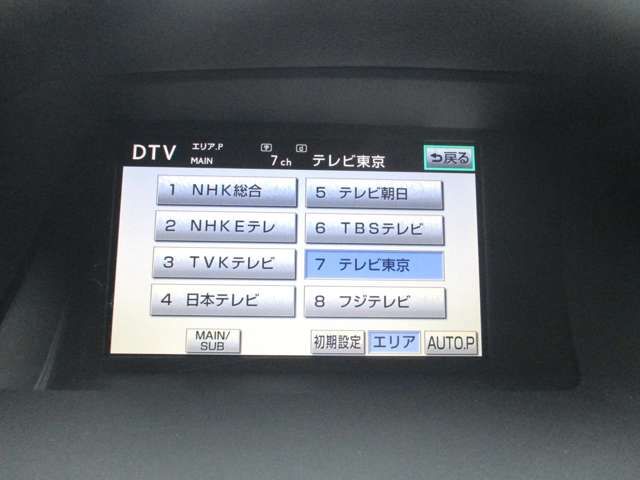 DTV エリア.P MAIN 字 d 7ch テレビ東京 戻る
1 NHK総合
5 テレビ朝日
2 NHKEテレ
6 TBSテレビ
3 TVKテレビ
7 テレビ東京
4 日本テレビ
8 フジテレビ
MAIN/
SUB
初期設定 エリア AUTO.P